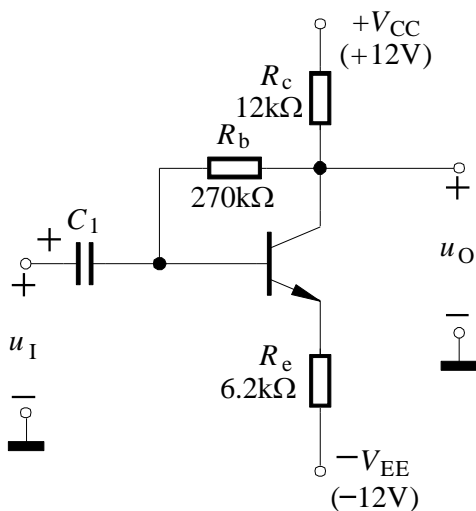 +V_CC
(+12V)
R_c
12kΩ
R_b
270kΩ
C_1
+
+
+
u_O
u_I
−
−
R_e
6.2kΩ
−V_EE
(−12V)